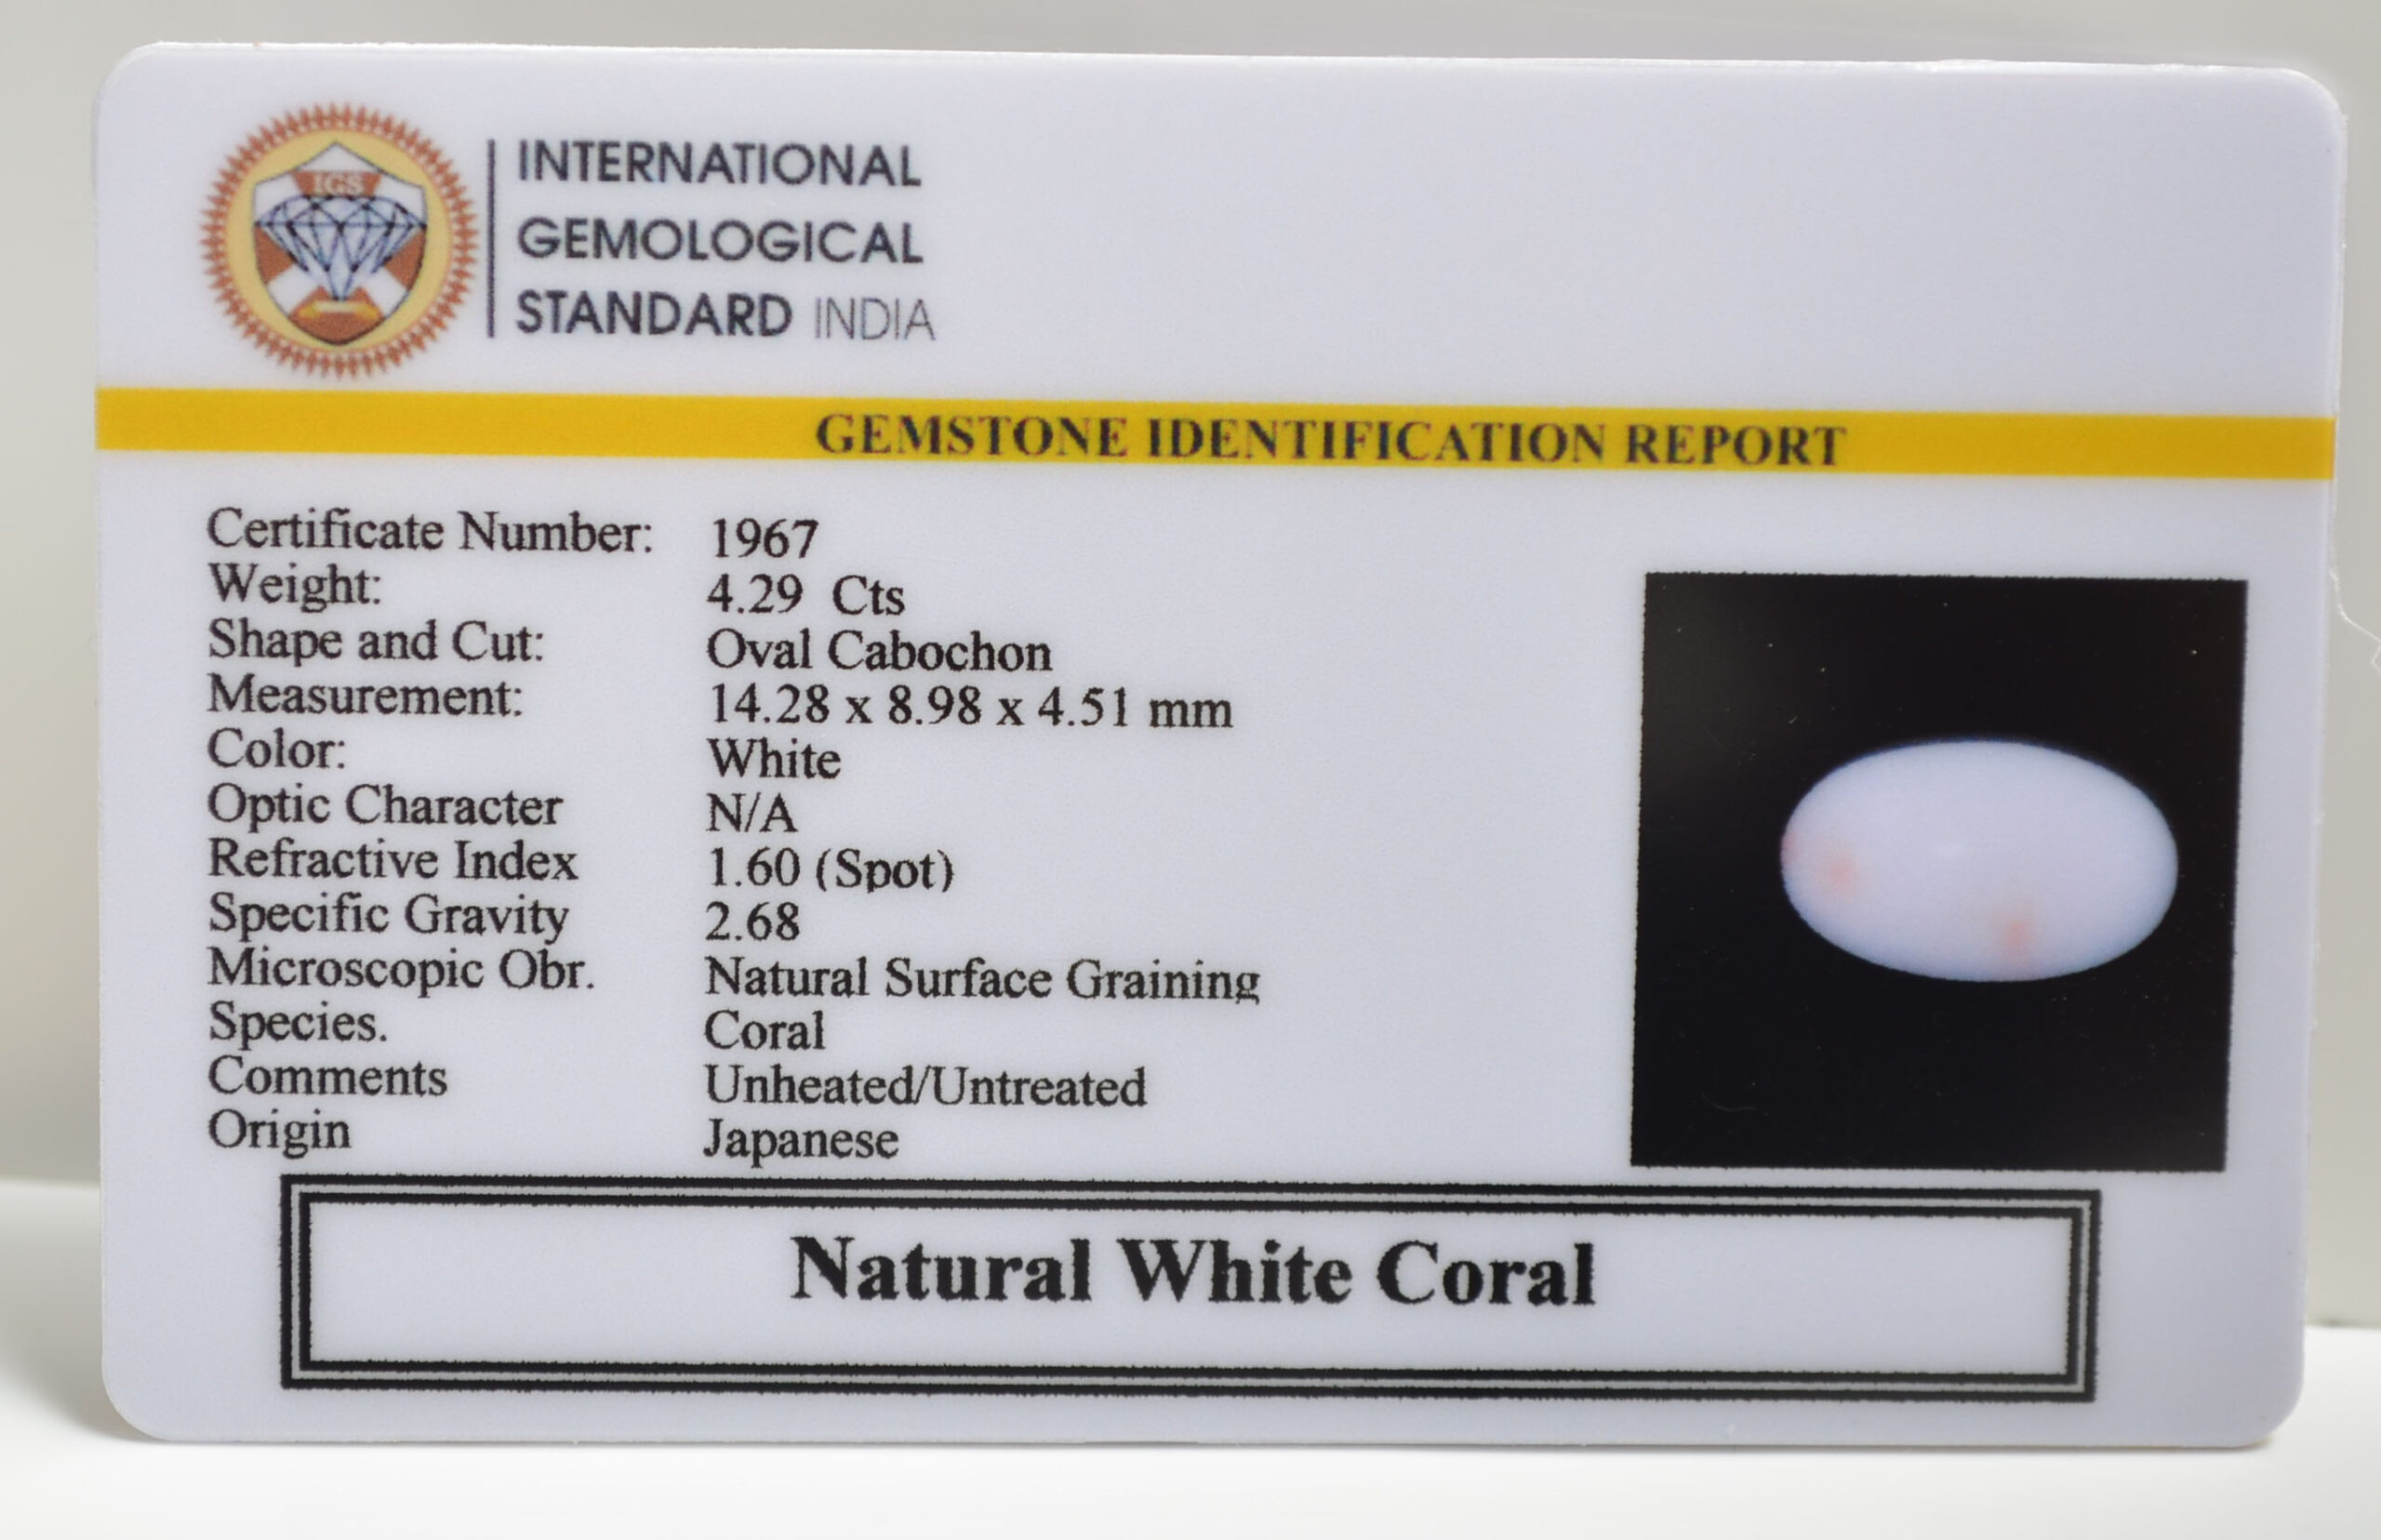 IGS
INTERNATIONAL
GEMOLOGICAL
STANDARD INDIA
GEMSTONE IDENTIFICATION REPORT
Certificate Number: 1967
Weight: 4.29 Cts
Shape and Cut: Oval Cabochon
Measurement: 14.28 x 8.98 x 4.51 mm
Color: White
Optic Character N/A
Refractive Index 1.60 (Spot)
Specific Gravity 2.68
Microscopic Obr. Natural Surface Graining
Species. Coral
Comments Unheated/Untreated
Origin Japanese
Natural White Coral